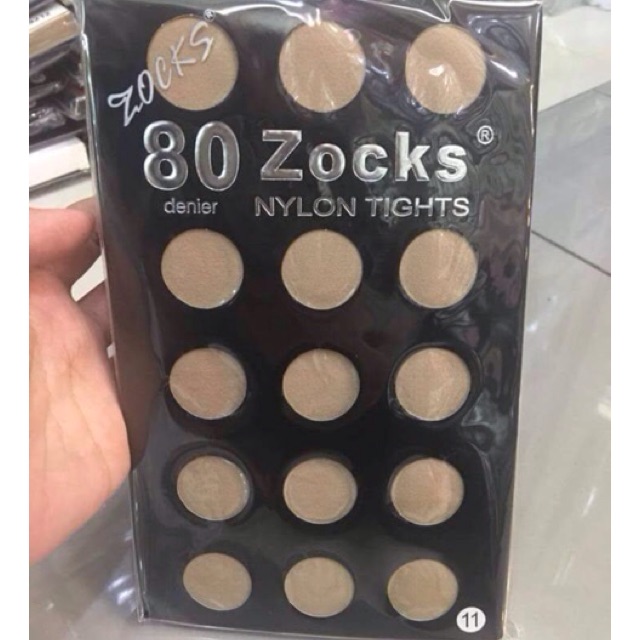 ZOCKS®
80 Zocks®
denier NYLON TIGHTS
11